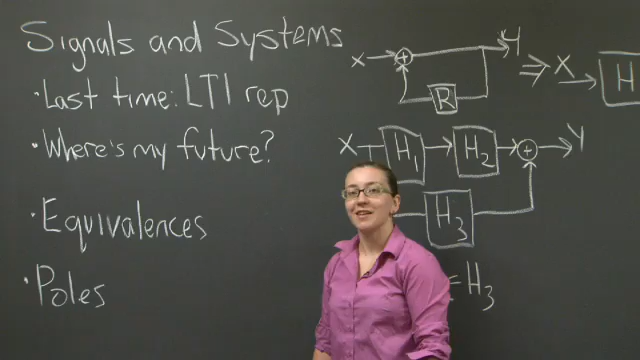 Signals and Systems
· Last time: LTI rep
· Where's my future?
· Equivalences
· Poles
X + Y ⇒ X H
R
X H₁ H₂ + Y
H₃
= H₃